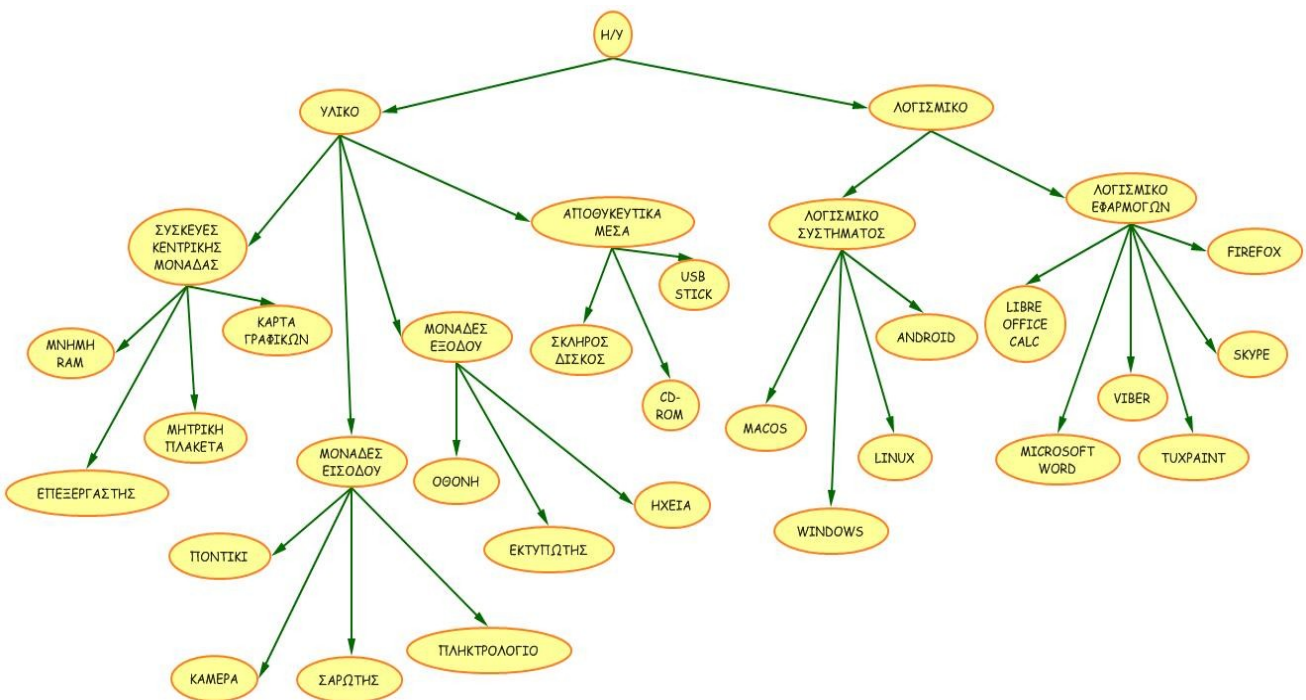 Η/Υ
ΥΛΙΚΟ
ΛΟΓΙΣΜΙΚΟ
ΣΥΣΚΕΥΕΣ
ΚΕΝΤΡΙΚΗΣ
ΜΟΝΑΔΑΣ
ΑΠΟΘΥΚΕΥΤΙΚΑ
ΜΕΣΑ
ΛΟΓΙΣΜΙΚΟ
ΣΥΣΤΗΜΑΤΟΣ
ΛΟΓΙΣΜΙΚΟ
ΕΦΑΡΜΟΓΩΝ
ΜΝΗΜΗ
RAM
ΚΑΡΤΑ
ΓΡΑΦΙΚΩΝ
ΜΗΤΡΙΚΗ
ΠΛΑΚΕΤΑ
ΕΠΕΞΕΡΓΑΣΤΗΣ
ΜΟΝΑΔΕΣ
ΕΞΟΔΟΥ
ΜΟΝΑΔΕΣ
ΕΙΣΟΔΟΥ
ΣΚΛΗΡΟΣ
ΔΙΣΚΟΣ
USB
STICK
CD-
ROM
ΟΘΟΝΗ
ΕΚΤΥΠΩΤΗΣ
ΗΧΕΙΑ
ΠΟΝΤΙΚΙ
ΚΑΜΕΡΑ
ΣΑΡΩΤΗΣ
ΠΛΗΚΤΡΟΛΟΓΙΟ
MACOS
WINDOWS
LINUX
ANDROID
LIBRE
OFFICE
CALC
MICROSOFT
WORD
VIBER
TUXPAINT
SKYPE
FIREFOX